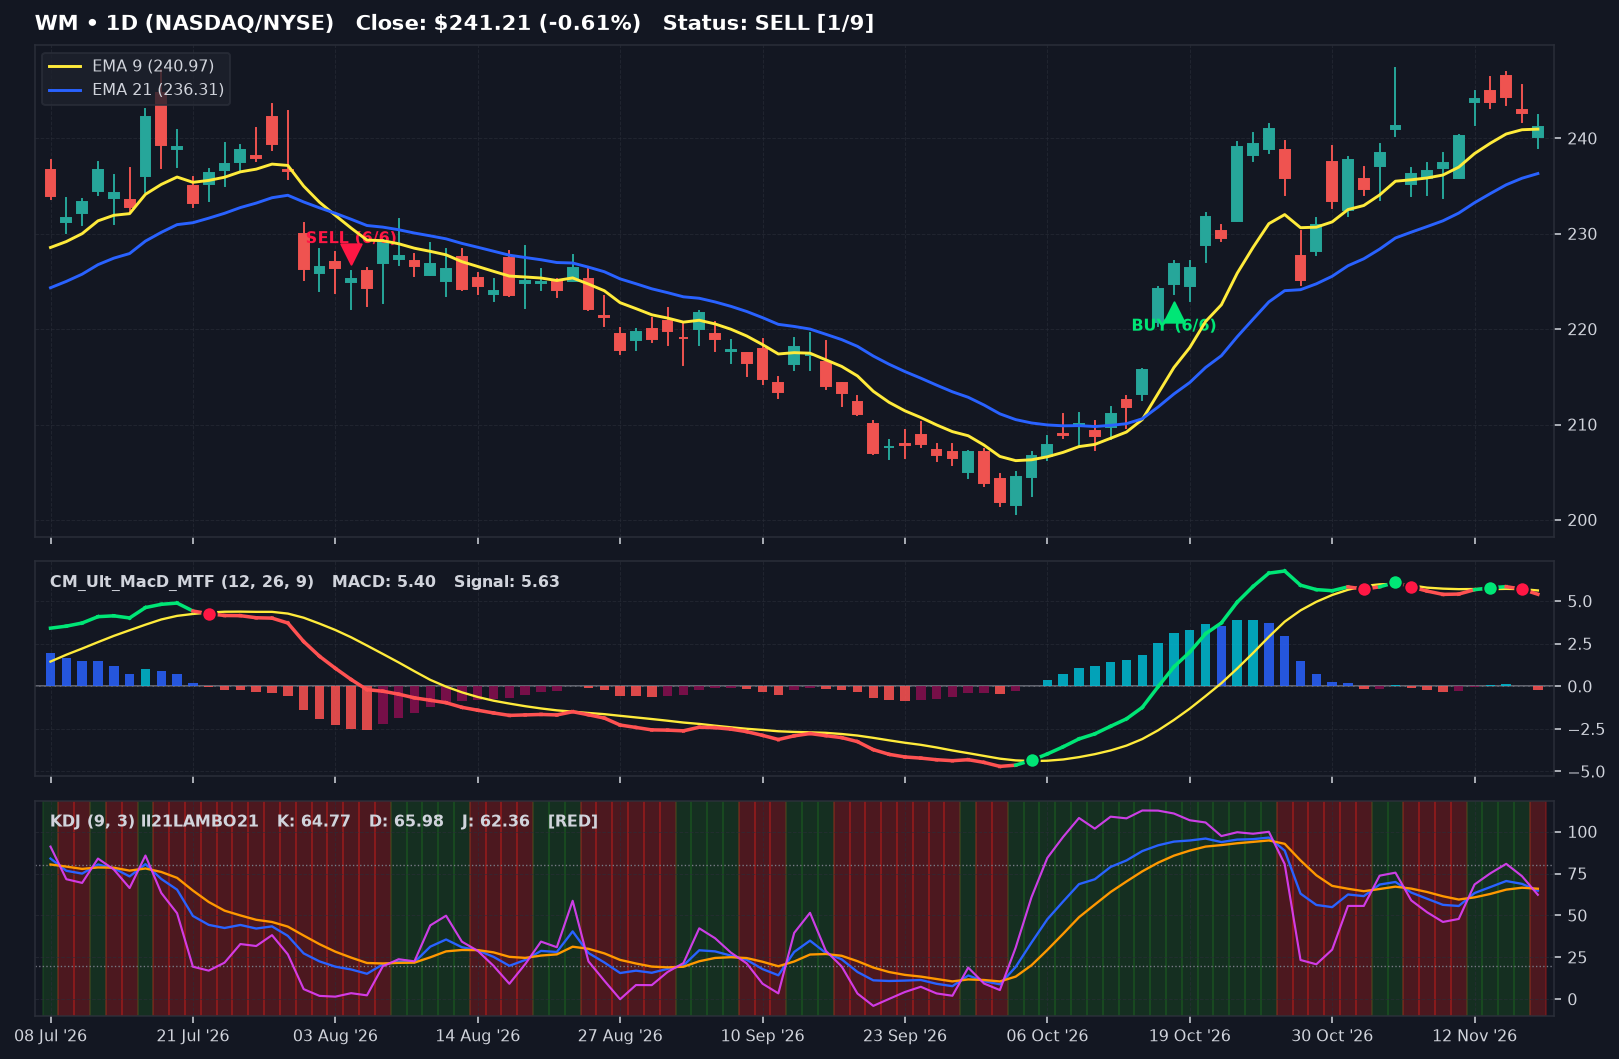 WM • 1D (NASDAQ/NYSE)   Close: $241.21 (-0.61%)   Status: SELL [1/9]
EMA 9 (240.97)
EMA 21 (236.31)
SELL (6/6)
BUY (6/6)
240
230
220
210
200
CM_Ult_MacD_MTF (12, 26, 9)   MACD: 5.40   Signal: 5.63
5.0
2.5
0.0
−2.5
−5.0
KDJ (9, 3) ll21LAMBO21   K: 64.77   D: 65.98   J: 62.36   [RED]
100
75
50
25
0
08 Jul '26
21 Jul '26
03 Aug '26
14 Aug '26
27 Aug '26
10 Sep '26
23 Sep '26
06 Oct '26
19 Oct '26
30 Oct '26
12 Nov '26